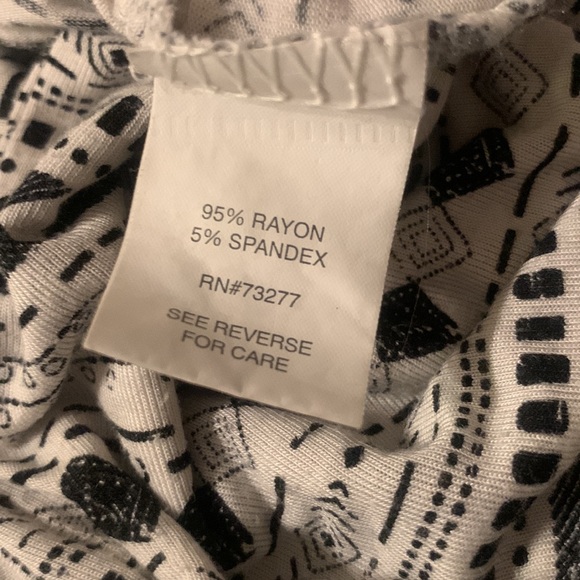 95% RAYON
5% SPANDEX
RN#73277
SEE REVERSE
FOR CARE